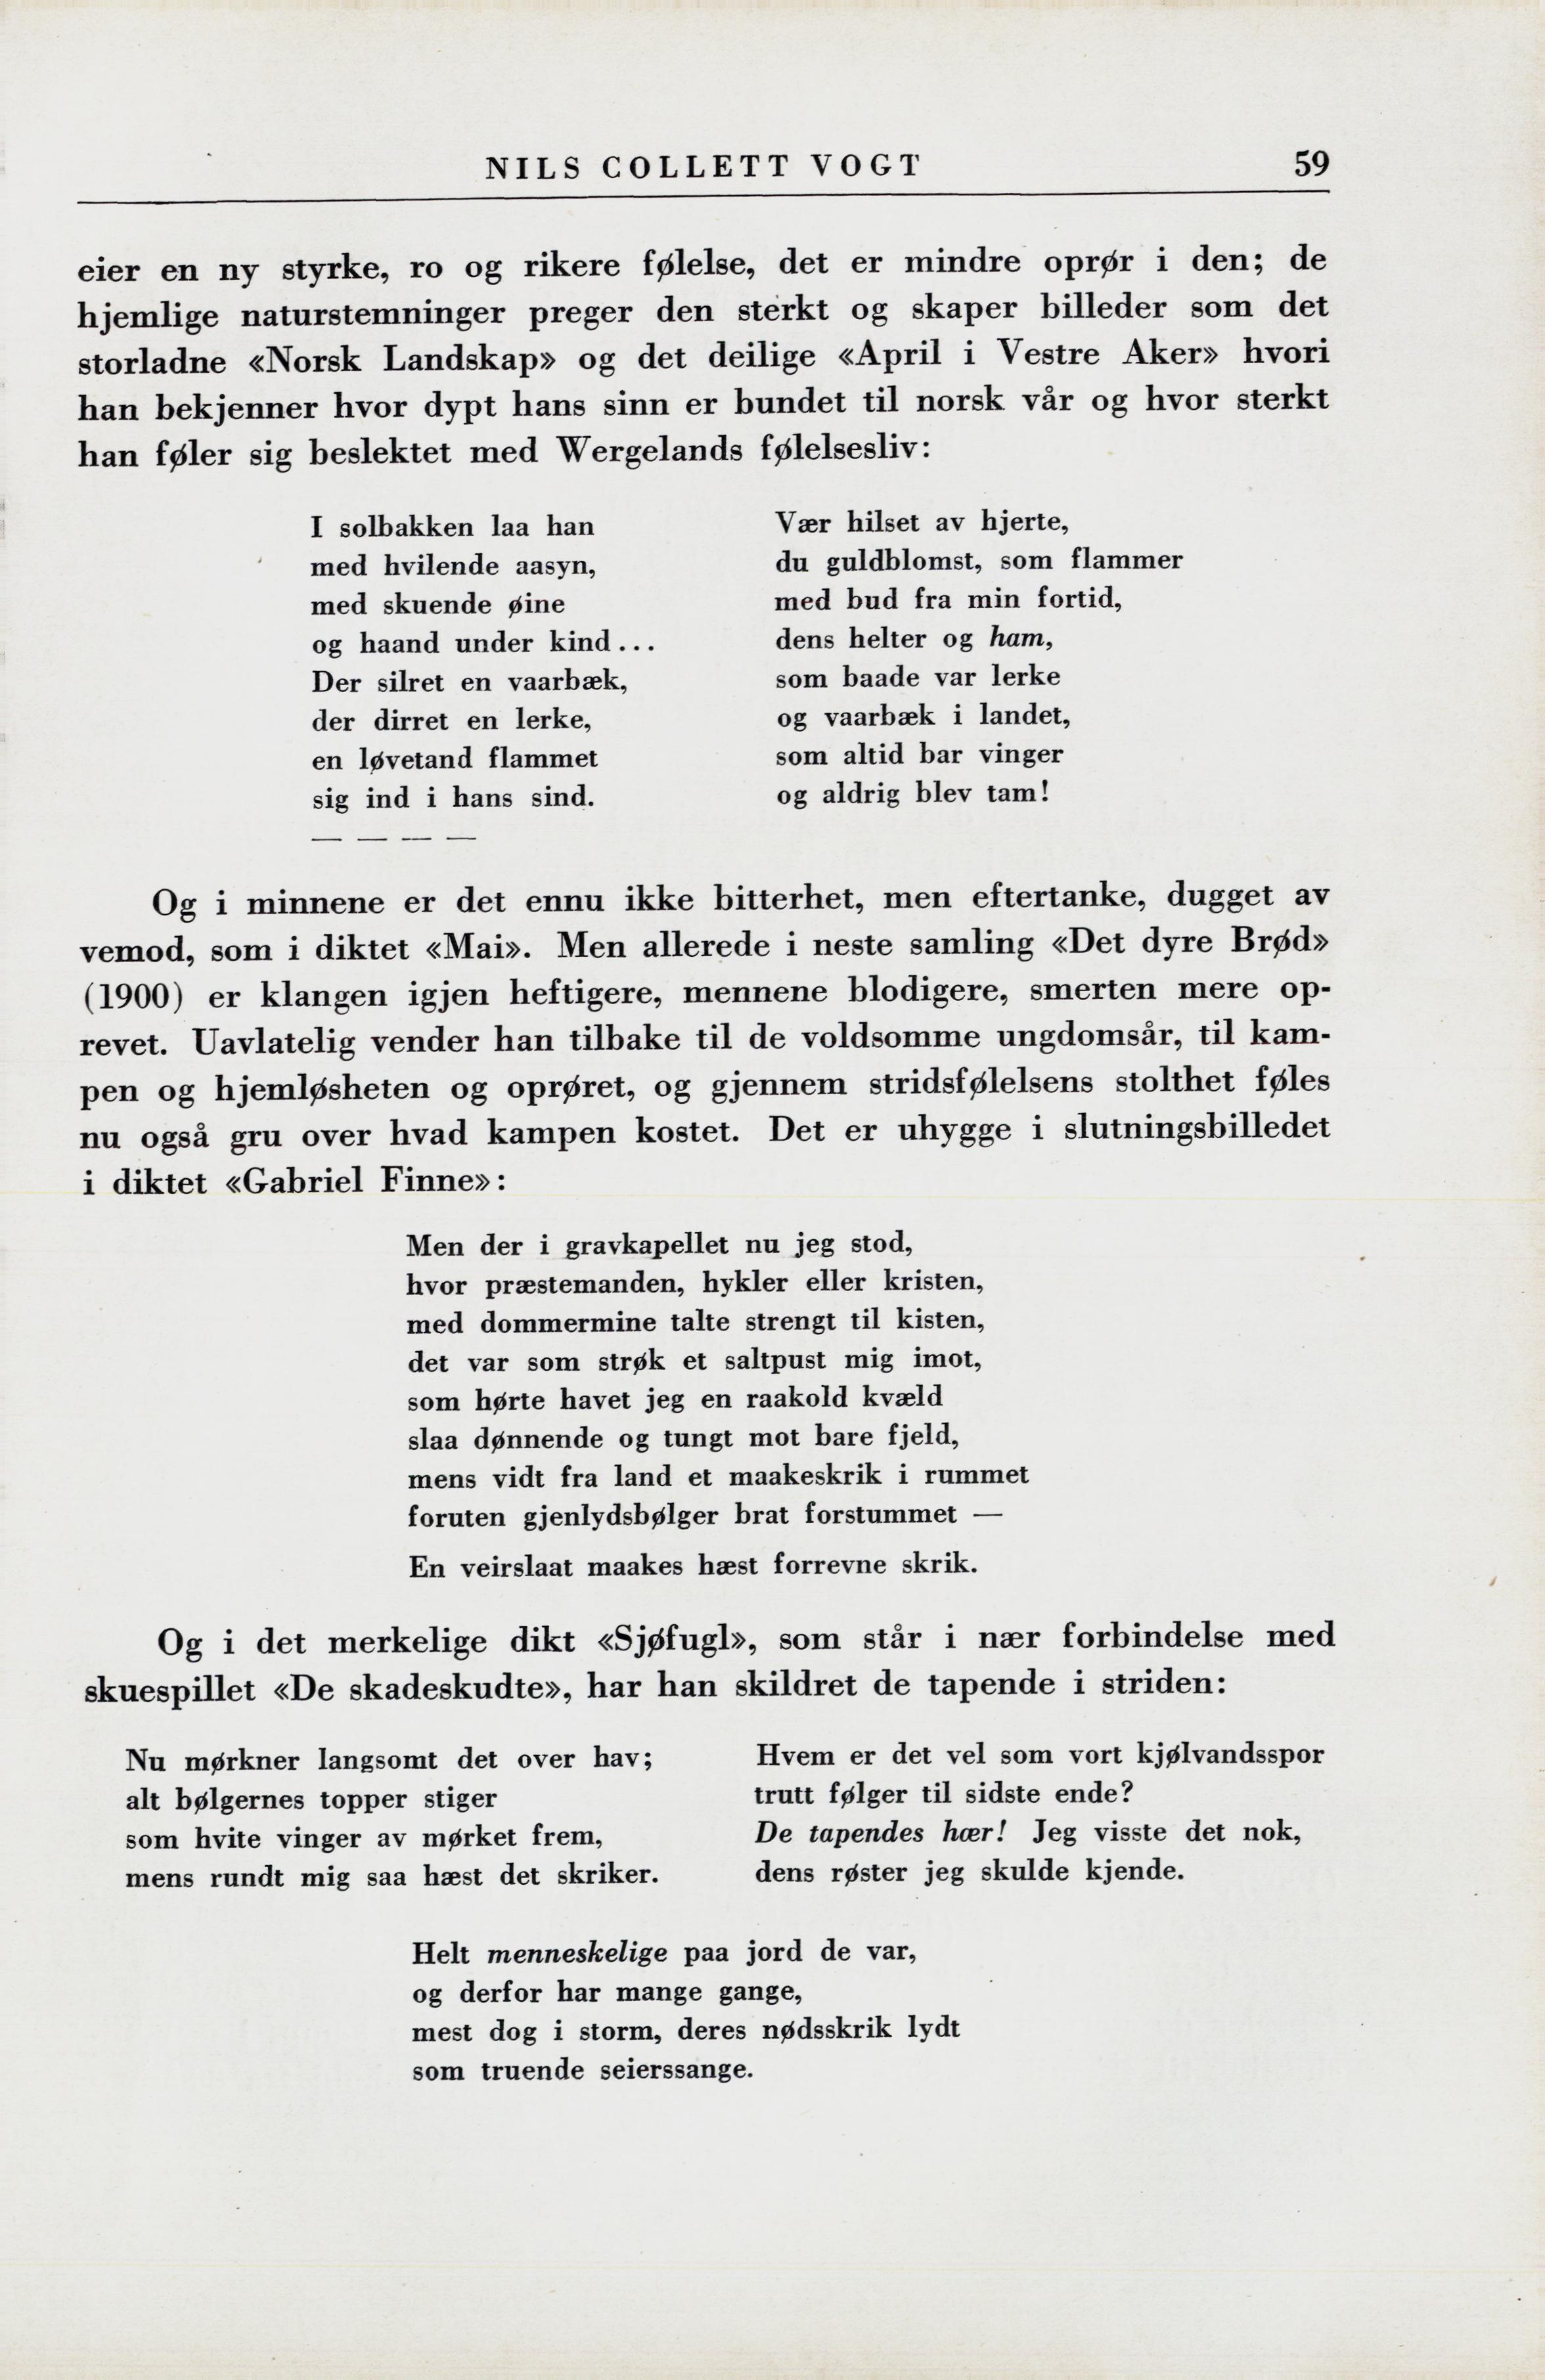 NILS COLLETT VOGT 59
eier en ny styrke, ro og rikere følelse, det er mindre oprør i den; de
hjemlige naturstemninger preger den sterkt og skaper billeder som det
storladne «Norsk Landskap» og det deilige «April i Vestre Aker» hvori
han bekjenner hvor dypt hans sinn er bundet til norsk vår og hvor sterkt
han føler sig beslektet med Wergelands følelsesliv:
I solbakken laa han
med hvilende aasyn,
med skuende øine
og haand under kind...
Der silret en vaarbæk,
der dirret en lerke,
en løvetand flammet
sig ind i hans sind.
— — — —
Vær hilset av hjerte,
du guldblomst, som flammer
med bud fra min fortid,
dens helter og ham,
som baade var lerke
og vaarbæk i landet,
som altid bar vinger
og aldrig blev tam!
Og i minnene er det ennu ikke bitterhet, men eftertanke, dugget av
vemod, som i diktet «Mai». Men allerede i neste samling «Det dyre Brød»
(1900) er klangen igjen heftigere, mennene blodigere, smerten mere op-
revet. Uavlatelig vender han tilbake til de voldsomme ungdomsår, til kam-
pen og hjemløsheten og oprøret, og gjennem stridsfølelsens stolthet føles
nu også gru over hvad kampen kostet. Det er uhygge i slutningsbilledet
i diktet «Gabriel Finne»:
Men der i gravkapellet nu jeg stod,
hvor præstemanden, hykler eller kristen,
med dommermine talte strengt til kisten,
det var som strøk et saltpust mig imot,
som hørte havet jeg en raakold kvæld
slaa dønnende og tungt mot bare fjeld,
mens vidt fra land et maakeskrik i rummet
foruten gjenlydsbølger brat forstummet —
En veirslaat maakes hæst forrevne skrik.
Og i det merkelige dikt «Sjøfugl», som står i nær forbindelse med
skuespillet «De skadeskudte», har han skildret de tapende i striden:
Nu mørkner langsomt det over hav;
alt bølgernes topper stiger
som hvite vinger av mørket frem,
mens rundt mig saa hæst det skriker.
Hvem er det vel som vort kjølvandsspor
trutt følger til sidste ende?
De tapendes hær! Jeg visste det nok,
dens røster jeg skulde kjende.
Helt menneskelige paa jord de var,
og derfor har mange gange,
mest dog i storm, deres nødsskrik lydt
som truende seierssange.